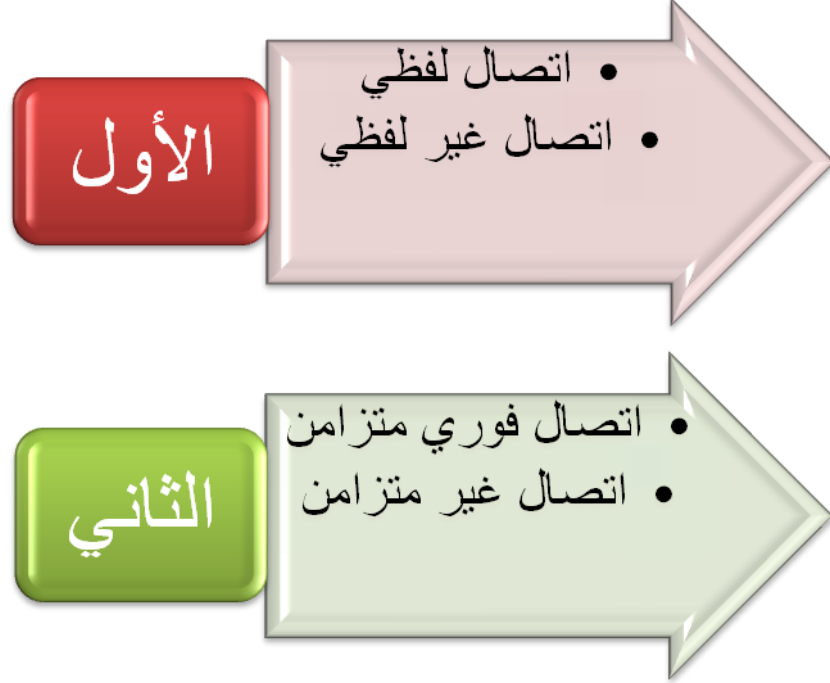 الأول
• اتصال لفظي
• اتصال غير لفظي
الثاني
• اتصال فوري متزامن
• اتصال غير متزامن